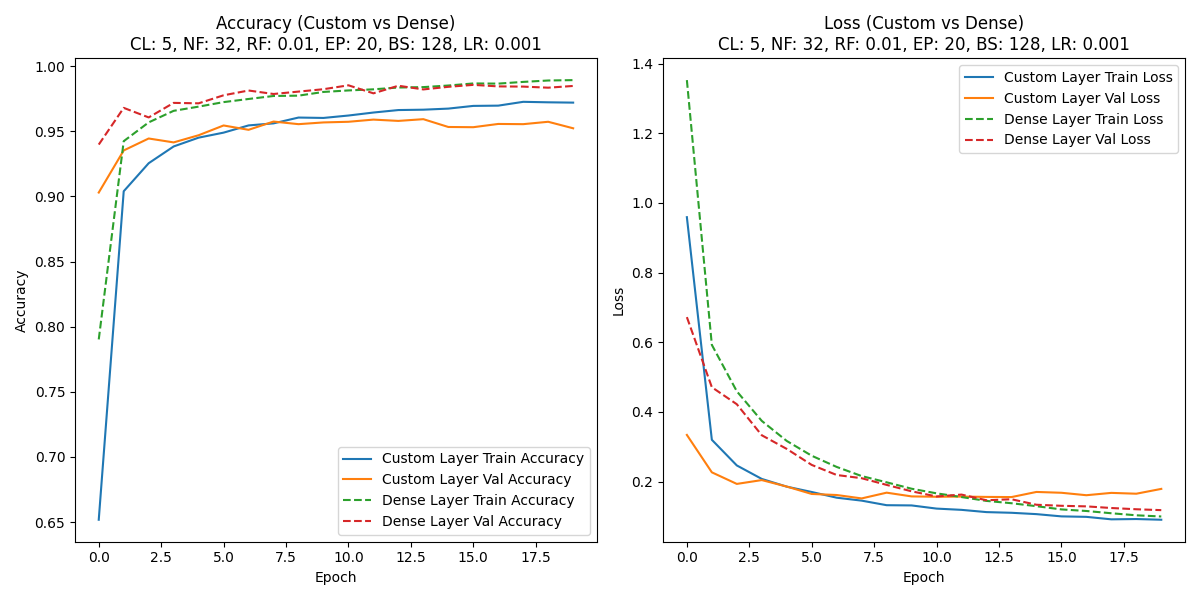 Accuracy (Custom vs Dense)
CL: 5, NF: 32, RF: 0.01, EP: 20, BS: 128, LR: 0.001
1.00
0.95
0.90
0.85
0.80
0.75
0.70
0.65
Accuracy
Custom Layer Train Accuracy
Custom Layer Val Accuracy
Dense Layer Train Accuracy
Dense Layer Val Accuracy
0.0 2.5 5.0 7.5 10.0 12.5 15.0 17.5
Epoch
Loss (Custom vs Dense)
CL: 5, NF: 32, RF: 0.01, EP: 20, BS: 128, LR: 0.001
1.4
1.2
1.0
0.8
0.6
0.4
0.2
Loss
Custom Layer Train Loss
Custom Layer Val Loss
Dense Layer Train Loss
Dense Layer Val Loss
0.0 2.5 5.0 7.5 10.0 12.5 15.0 17.5
Epoch